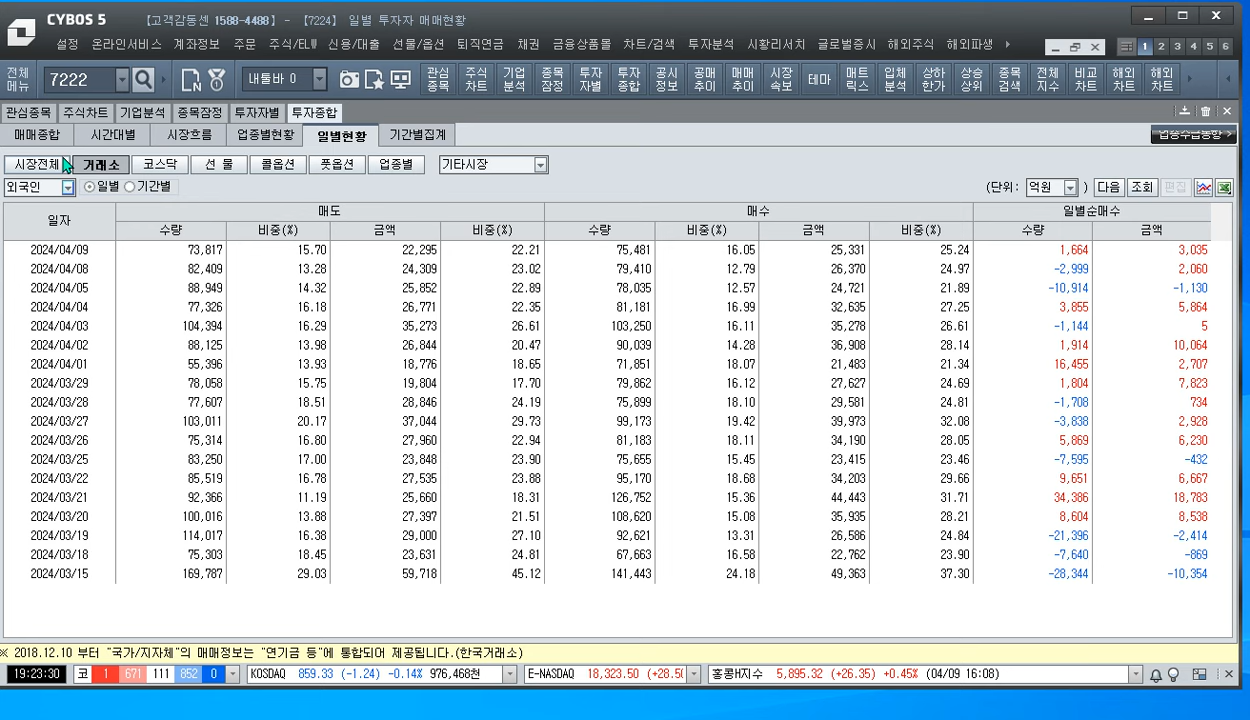 CYBOS 5 【고객감동센 1588-4488】 - 【7224】 일별 투자자 매매현황
설정 온라인서비스 계좌정보 주문 주식/ELW 신용/대출 선물/옵션 퇴직연금 채권 금융상품몰 차트/검색 투자분석 시황리서치 글로벌증시 해외주식 해외파생 1 2 3 4 5 6
전체메뉴 7222 내툴바 0 관심종목 주식차트 기업분석 종목잠정 투자자별 투자종합 공시정보 공매추이 매매추이 시장속보 테마 매트릭스 입체분석 상하한가 상승상위 종목검색 전체지수 비교차트 해외차트 해외차트
관심종목 주식차트 기업분석 종목잠정 투자자별 투자종합
매매종합 시간대별 시장흐름 업종별현황 일별현황 기간별집계 업종수급동향 >
시장전체 거래소 코스닥 선 물 콜옵션 풋옵션 업종별 기타시장
외국인 일별 기간별 (단위: 억원 ) 다음 조회 편집
일자 매도 매수 일별순매수
수량 비중(%) 금액 비중(%) 수량 비중(%) 금액 비중(%) 수량 금액
2024/04/09 73,817 15.70 22,295 22.21 75,481 16.05 25,331 25.24 1,664 3,035
2024/04/08 82,409 13.28 24,309 23.02 79,410 12.79 26,370 24.97 -2,999 2,060
2024/04/05 88,949 14.32 25,852 22.89 78,035 12.57 24,721 21.89 -10,914 -1,130
2024/04/04 77,326 16.18 26,771 22.35 81,181 16.99 32,635 27.25 3,855 5,864
2024/04/03 104,394 16.29 35,273 26.61 103,250 16.11 35,278 26.61 -1,144 5
2024/04/02 88,125 13.98 26,844 20.47 90,039 14.28 36,908 28.14 1,914 10,064
2024/04/01 55,396 13.93 18,776 18.65 71,851 18.07 21,483 21.34 16,455 2,707
2024/03/29 78,058 15.75 19,804 17.70 79,862 16.12 27,627 24.69 1,804 7,823
2024/03/28 77,607 18.51 28,846 24.19 75,899 18.10 29,581 24.81 -1,708 734
2024/03/27 103,011 20.17 37,044 29.73 99,173 19.42 39,973 32.08 -3,838 2,928
2024/03/26 75,314 16.80 27,960 22.94 81,183 18.11 34,190 28.05 5,869 6,230
2024/03/25 83,250 17.00 23,848 23.90 75,655 15.45 23,415 23.46 -7,595 -432
2024/03/22 85,519 16.78 27,535 23.88 95,170 18.68 34,203 29.66 9,651 6,667
2024/03/21 92,366 11.19 25,660 18.31 126,752 15.36 44,443 31.71 34,386 18,783
2024/03/20 100,016 13.88 27,397 21.51 108,620 15.08 35,935 28.21 8,604 8,538
2024/03/19 114,017 16.38 29,000 27.10 92,621 13.31 26,586 24.84 -21,396 -2,414
2024/03/18 75,303 18.45 23,631 24.81 67,663 16.58 22,762 23.90 -7,640 -869
2024/03/15 169,787 29.03 59,718 45.12 141,443 24.18 49,363 37.30 -28,344 -10,354
※ 2018.12.10 부터 "국가/지자체"의 매매정보는 "연기금 등"에 통합되어 제공됩니다.(한국거래소)
19:23:30 코 1 671 111 852 0 KOSDAQ 859.33 (-1.24) -0.14% 976,468천 E-NASDAQ 18,323.50 (+28.50 홍콩H지수 5,895.32 (+26.35) +0.45% (04/09 16:08)